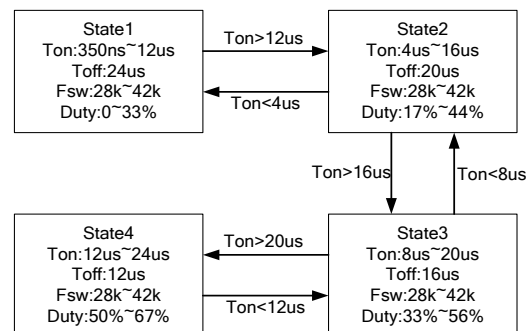 State1
Ton:350ns~12us
Toff:24us
Fsw:28k~42k
Duty:0~33%
Ton>12us
Ton<4us
State2
Ton:4us~16us
Toff:20us
Fsw:28k~42k
Duty:17%~44%
Ton>16us
Ton<8us
State4
Ton:12us~24us
Toff:12us
Fsw:28k~42k
Duty:50%~67%
Ton>20us
Ton<12us
State3
Ton:8us~20us
Toff:16us
Fsw:28k~42k
Duty:33%~56%